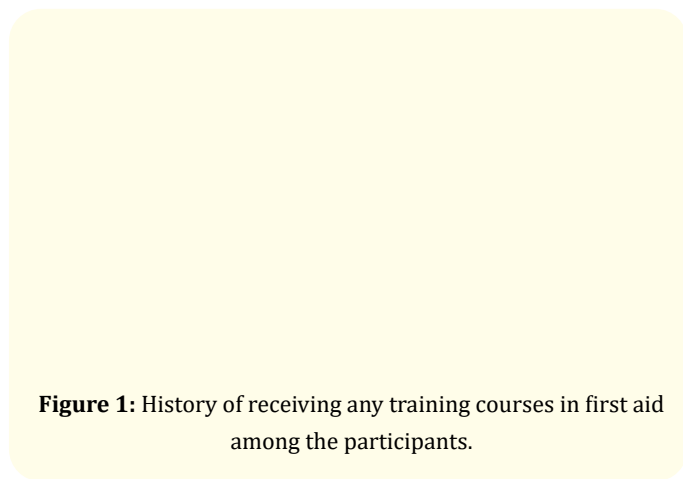 Figure 1: History of receiving any training courses in first aid
among the participants.